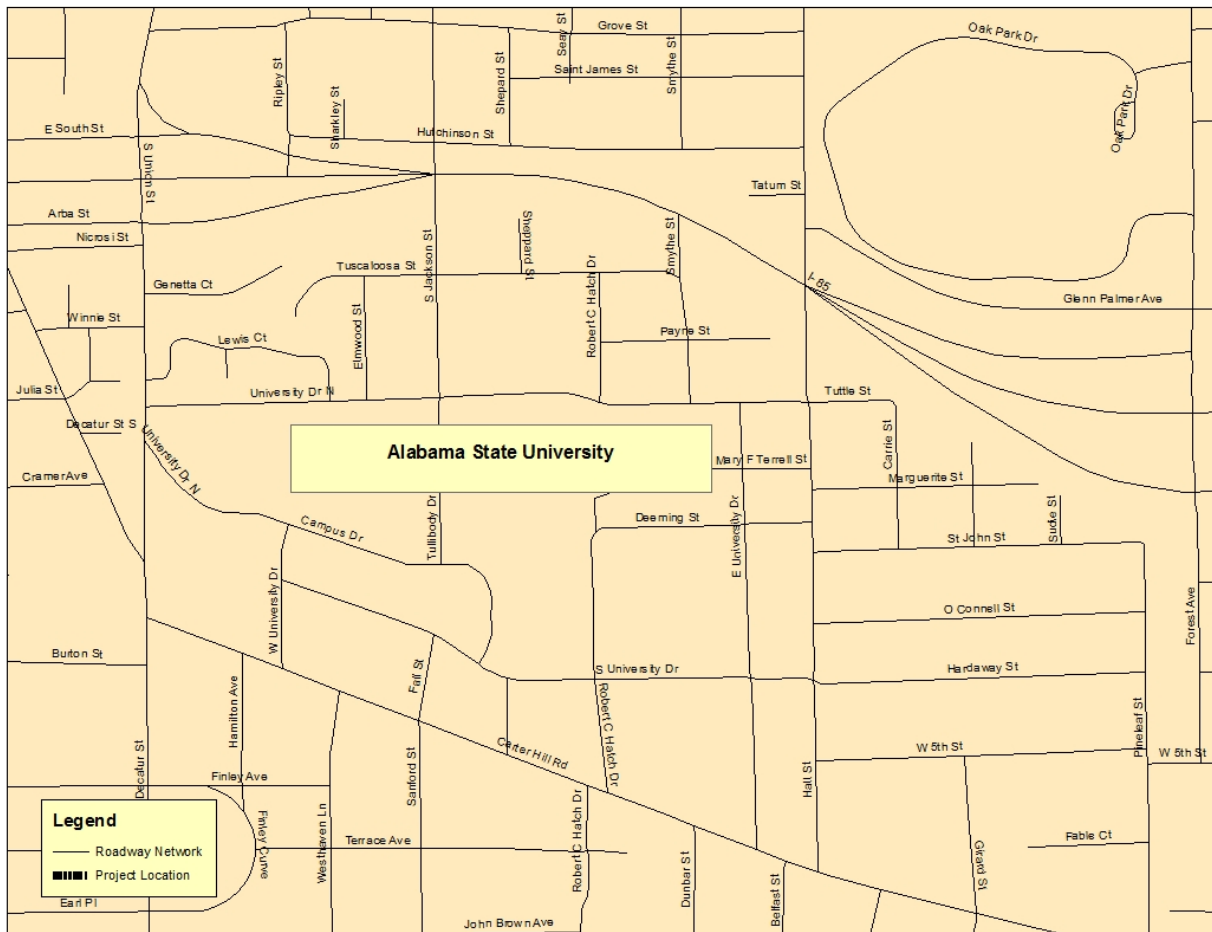 Grove St
Oak Park Dr
Seay St
Saint James St
Smythe St
Shepard St
Ripley St
Sharkley St
Oak Park Dr
E South St
Hutchinson St
S Union St
Tatum St
Arba St
Nicrosi St
Sheppard St
Smythe St
S Jackson St
Tuscaloosa St
Robert C Hatch Dr
I-85
Genetta Ct
Glenn Palmer Ave
Winnie St
Elmwood St
Payne St
Lewis Ct
Julia St
University Dr N
Tuttle St
Decatur St S
University Dr N
Carrie St
Alabama State University
Mary F Terrell St
Cramer Ave
Marguerite St
Campus Dr
Tullibody Dr
Deeming St
E University Dr
St John St
W University Dr
O Connell St
Forest Ave
Burton St
Fall St
S University Dr
Hardaway St
Hamilton Ave
Robert C Hatch Dr
Pineleaf St
Decatur St
Sanford St
Carter Hill Rd
Hall St
W 5th St
W 5th St
Finley Ave
Legend
Roadway Network
Project Location
Finley Curve
Westhaven Ln
Terrace Ave
Robert C Hatch Dr
Dunbar St
Belfast St
Girard St
Fable Ct
Earl Pl
John Brown Ave